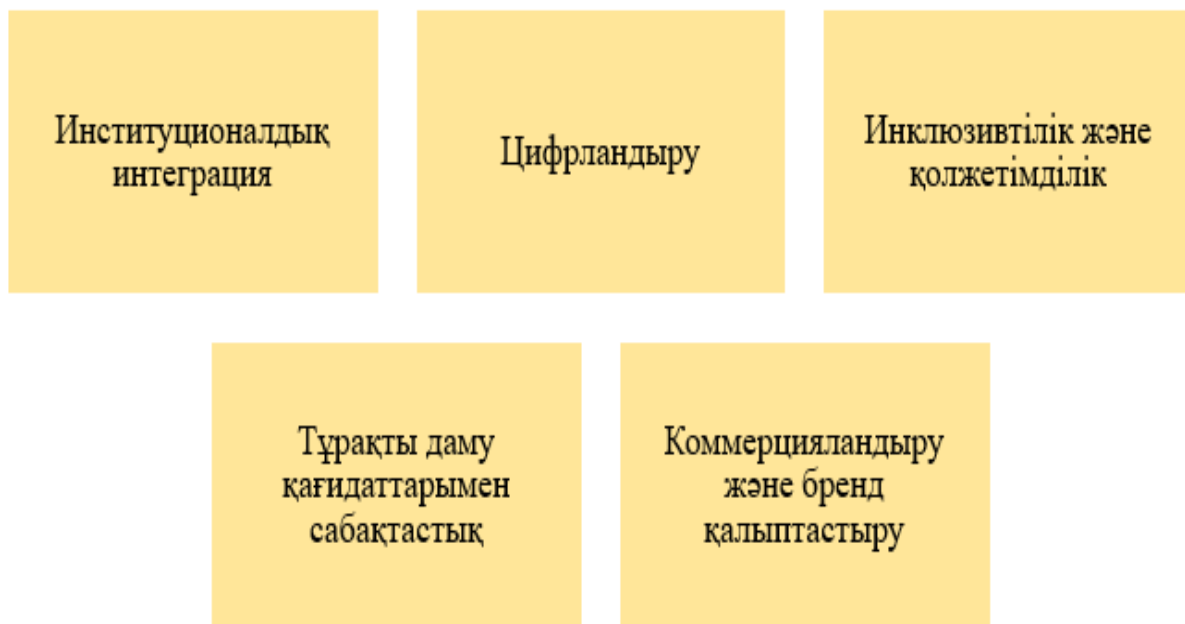 Институционалдық
интеграция
Цифрландыру
Инклюзивтілік және
қолжетімділік
Тұрақты даму
қағидаттарымен
сабақтастық
Коммерцияландыру
және бренд
қалыптастыру